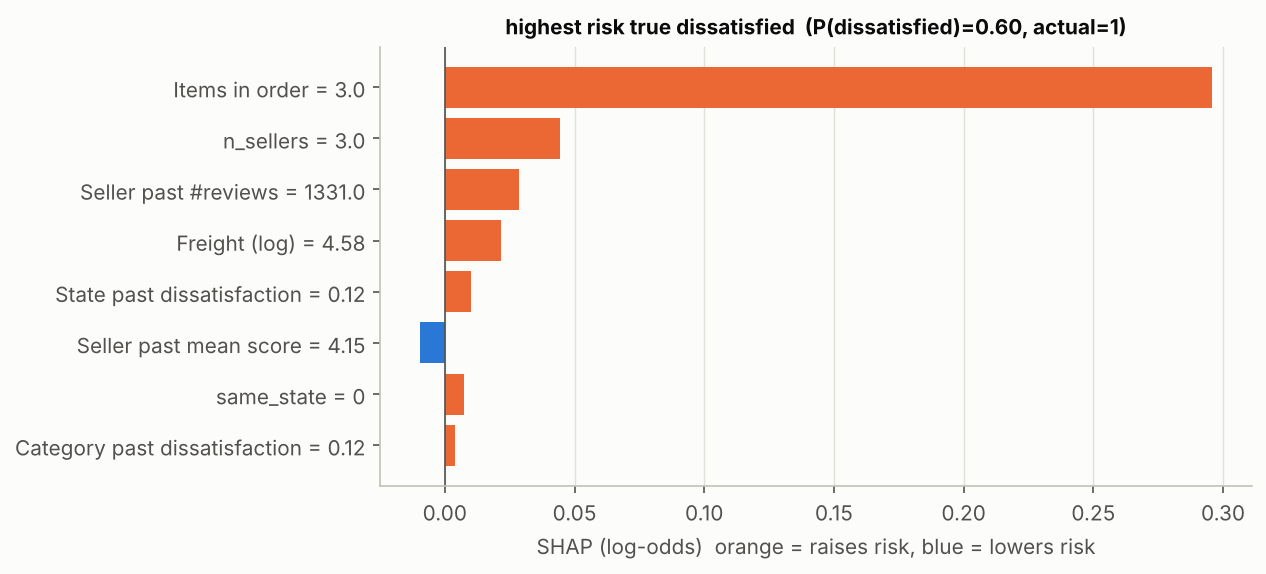 highest risk true dissatisfied (P(dissatisfied)=0.60, actual=1)
Items in order = 3.0
n_sellers = 3.0
Seller past #reviews = 1331.0
Freight (log) = 4.58
State past dissatisfaction = 0.12
Seller past mean score = 4.15
same_state = 0
Category past dissatisfaction = 0.12
0.00 0.05 0.10 0.15 0.20 0.25 0.30
SHAP (log-odds) orange = raises risk, blue = lowers risk